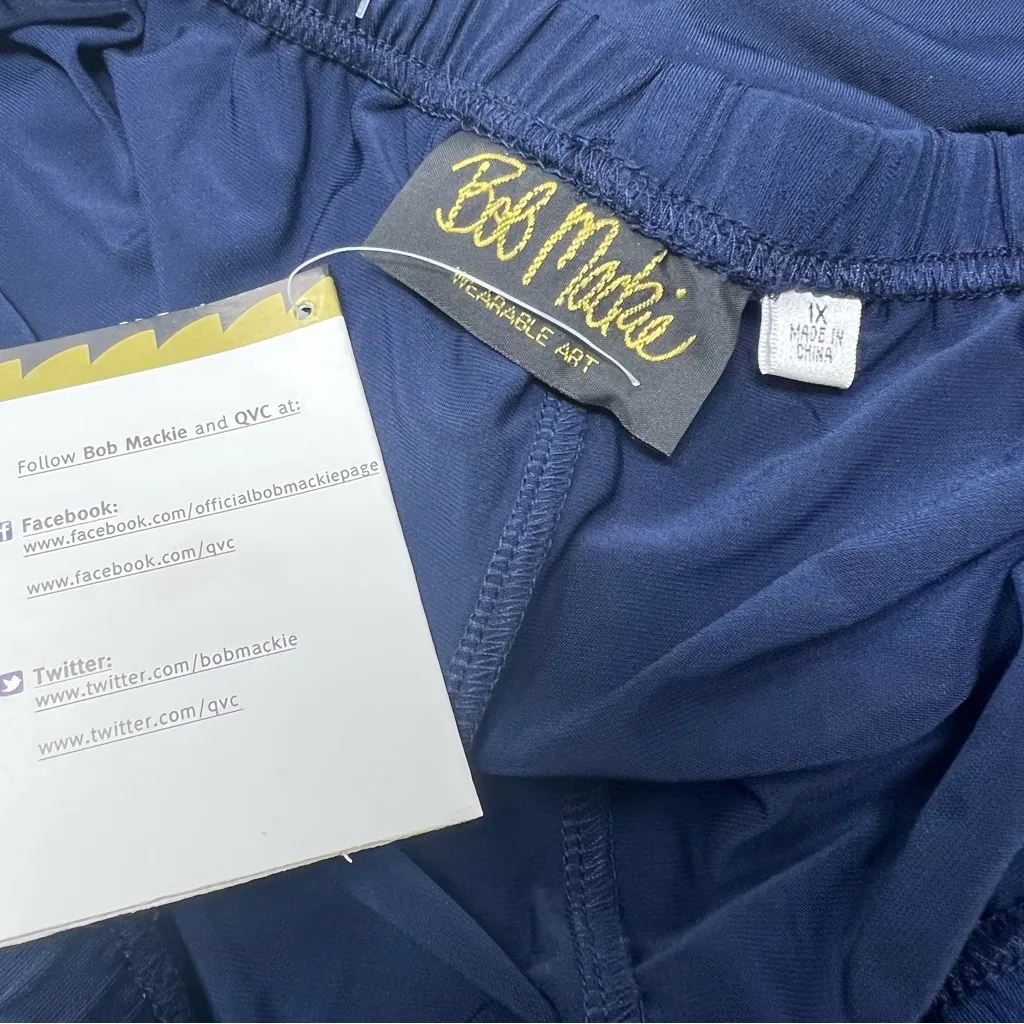 Bob Mackie
WEARABLE ART
1X
MADE IN
CHINA
Follow Bob Mackie and QVC at:
Facebook:
www.facebook.com/officialbobmackiepage
www.facebook.com/qvc
Twitter:
www.twitter.com/bobmackie
www.twitter.com/qvc